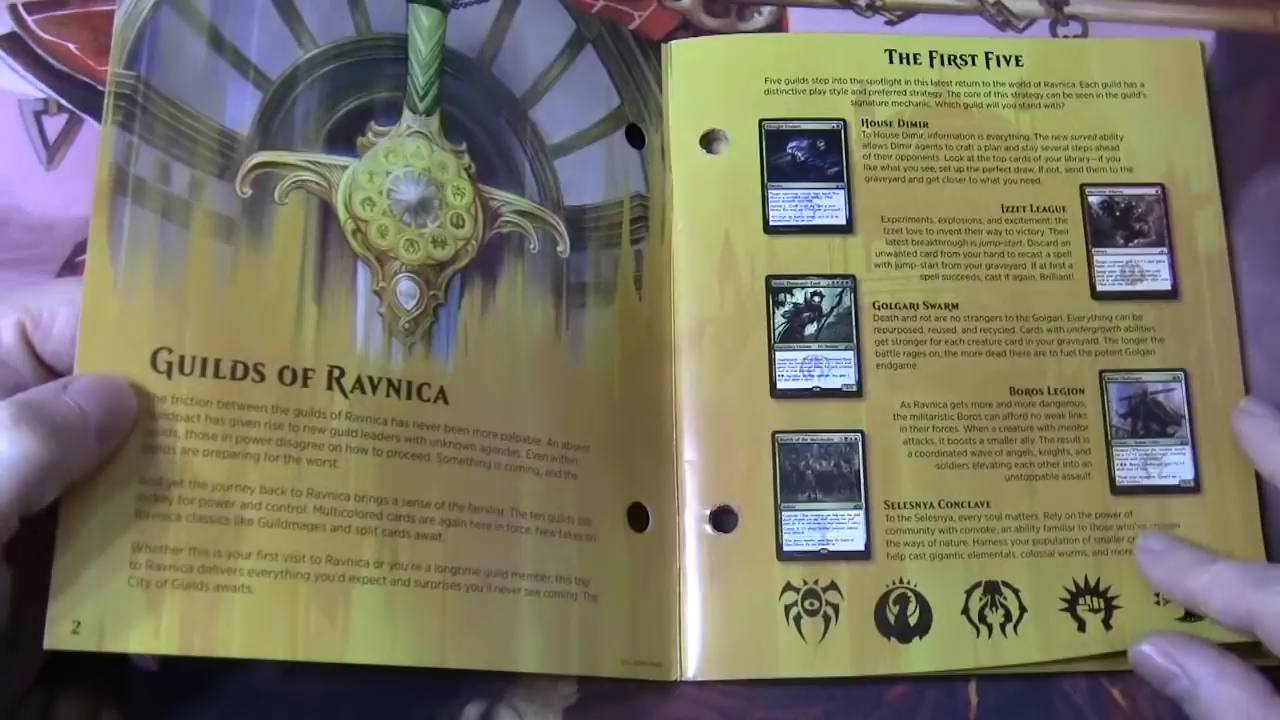 GUILDS OF RAVNICA
The friction between the guilds of Ravnica has never been more palpable. An absent
Guildpact has given rise to new guild leaders with unknown agendas. Even within
guilds, those in power disagree on how to proceed. Something is coming, and the
guilds are preparing for the worst.
And yet the journey back to Ravnica brings a sense of the familiar. The ten guilds still
jockey for power and control. Multicolored cards are again here in force. New takes on
Ravnica classics like Guildmages and split cards await.
Whether this is your first visit to Ravnica or you're a longtime guild member, this trip
to Ravnica delivers everything you'd expect and surprises you'll never see coming. The
City of Guilds awaits.
2
THE FIRST FIVE
Five guilds step into the spotlight in this latest return to the world of Ravnica. Each guild has a
distinctive play style and preferred strategy. The core of this strategy can be seen in the guild's
signature mechanic. Which guild will you stand with?
HOUSE DIMIR
To House Dimir, information is everything. The new surveil ability
allows Dimir agents to craft a plan and stay several steps ahead
of their opponents. Look at the top cards of your library—if you
like what you see, set up the perfect draw. If not, send them to the
graveyard and get closer to what you need.
IZZET LEAGUE
Experiments, explosions, and excitement: the
Izzet love to invent their way to victory. Their
latest breakthrough is jump-start. Discard an
unwanted card from your hand to recast a spell
with jump-start from your graveyard. If at first a
spell succeeds, cast it again. Brilliant!
GOLGARI SWARM
Death and rot are no strangers to the Golgari. Everything can be
repurposed, reused, and recycled. Cards with undergrowth abilities
get stronger for each creature card in your graveyard. The longer the
battle rages on, the more dead there are to fuel the potent Golgari
endgame.
BOROS LEGION
As Ravnica gets more and more dangerous,
the militaristic Boros can afford no weak links
in their forces. When a creature with mentor
attacks, it boosts a smaller ally. The result is
a coordinated wave of angels, knights, and
soldiers, elevating each other into an
unstoppable assault.
SELESNYA CONCLAVE
To the Selesnya, every soul matters. Rely on the power of
community with convoke, an ability familiar to those who've
the ways of nature. Harness your population of smaller
help cast gigantic elementals, colossal wurms, and more